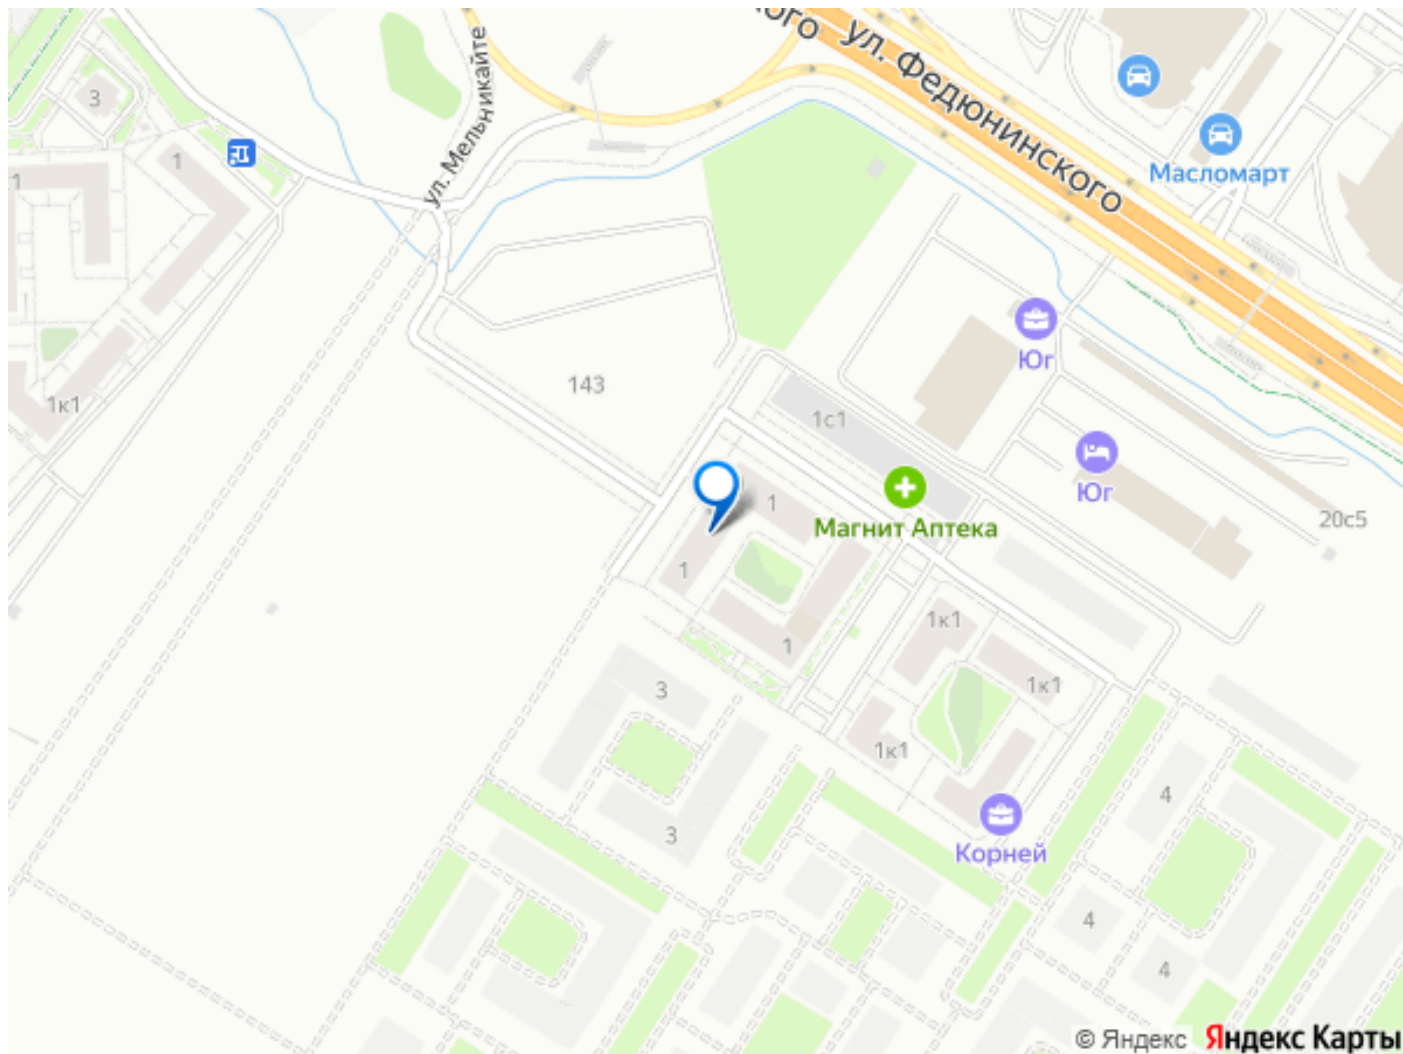 ого
ул. Федюнинского
ул. Мельникайте
3
1
1
Масломарт
Юг
143
1к1
1с1
Юг
1
Магнит Аптека
20с5
1
1к1
1
3
1к1
1к1
4
3
Корней
4
4
© Яндекс Яндекс Карты